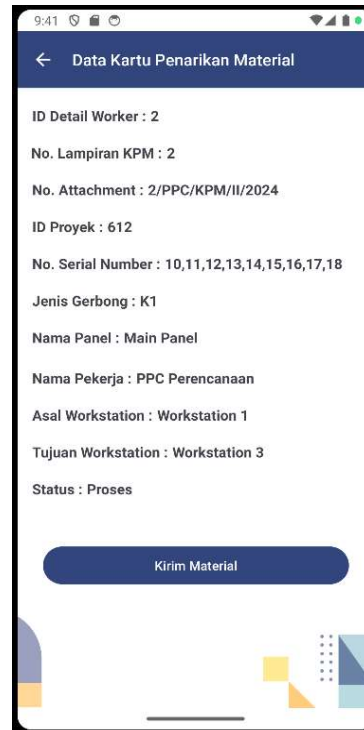 9:41
Data Kartu Penarikan Material
ID Detail Worker : 2
No. Lampiran KPM : 2
No. Attachment : 2/PPC/KPM/II/2024
ID Proyek : 612
No. Serial Number : 10,11,12,13,14,15,16,17,18
Jenis Gerbong : K1
Nama Panel : Main Panel
Nama Pekerja : PPC Perencanaan
Asal Workstation : Workstation 1
Tujuan Workstation : Workstation 3
Status : Proses
Kirim Material